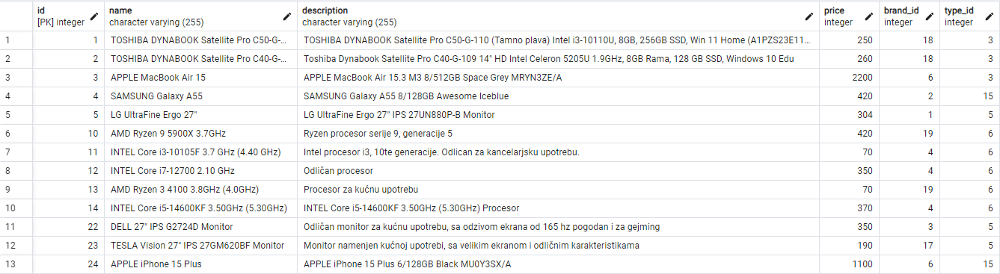 id name description price brand_id type_id
[PK] integer character varying (255) character varying (255) integer integer integer
1 1 TOSHIBA DYNABOOK Satellite Pro C50-G-... TOSHIBA DYNABOOK Satellite Pro C50-G-110 (Tamno plava) Intel i3-10110U, 8GB, 256GB SSD, Win 11 Home (A1PZS23E11... 250 18 3
2 2 TOSHIBA DYNABOOK Satellite Pro C40-G-... Toshiba Dynabook Satellite Pro C40-G-109 14" HD Intel Celeron 5205U 1.9GHz, 8GB Rama, 128 GB SSD, Windows 10 Edu 260 18 3
3 3 APPLE MacBook Air 15 APPLE MacBook Air 15.3 M3 8/512GB Space Grey MRYN3ZE/A 2200 6 3
4 4 SAMSUNG Galaxy A55 SAMSUNG Galaxy A55 8/128GB Awesome Iceblue 420 2 15
5 5 LG UltraFine Ergo 27" LG UltraFine Ergo 27" IPS 27UN880P-B Monitor 304 1 5
6 10 AMD Ryzen 9 5900X 3.7GHz Ryzen procesor serije 9, generacije 5 420 19 6
7 11 INTEL Core i3-10105F 3.7 GHz (4.40 GHz) Intel procesor i3, 10te generacije. Odlican za kancelarjsku upotrebu. 70 4 6
8 12 INTEL Core i7-12700 2.10 GHz Odličan procesor 350 4 6
9 13 AMD Ryzen 3 4100 3.8GHz (4.0GHz) Procesor za kućnu upotrebu 70 19 6
10 14 INTEL Core i5-14600KF 3.50GHz (5.30GHz) INTEL Core i5-14600KF 3.50GHz (5.30GHz) Procesor 370 4 6
11 22 DELL 27" IPS G2724D Monitor Odličan monitor za kućnu upotrebu, sa odzivom ekrana od 165 hz pogodan i za gejming 350 3 5
12 23 TESLA Vision 27" IPS 27GM620BF Monitor Monitor namenjen kućnoj upotrebi, sa velikim ekranom i odličnim karakteristikama 190 17 5
13 24 APPLE iPhone 15 Plus APPLE iPhone 15 Plus 6/128GB Black MU0Y3SX/A 1100 6 15